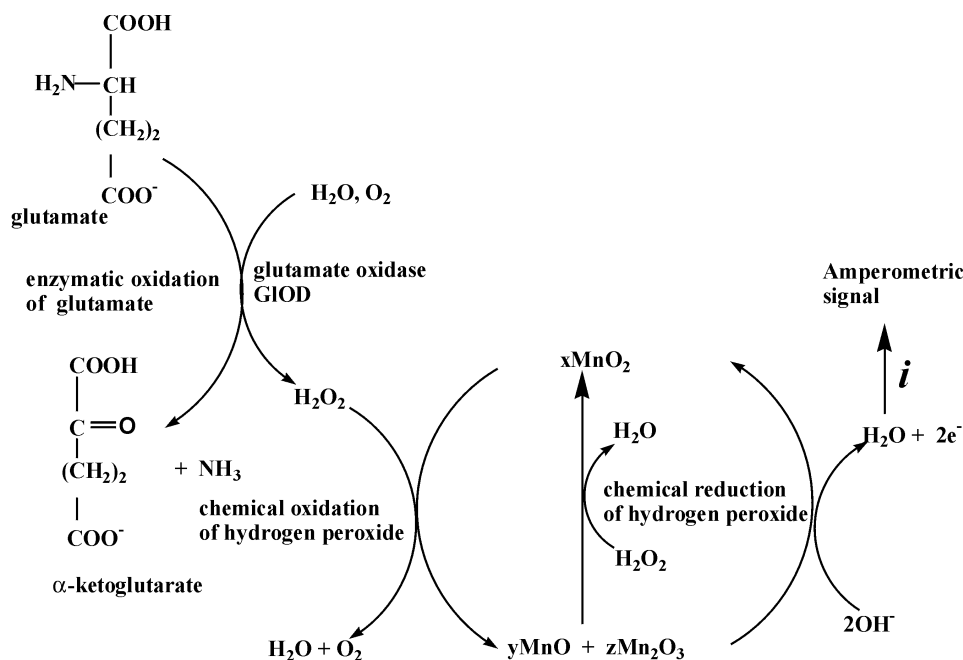 COOH
H₂N—CH
(CH₂)₂
COO⁻
glutamate
H₂O, O₂
enzymatic oxidation
of glutamate
glutamate oxidase
GlOD
Amperometric
signal
i
COOH
C=O
(CH₂)₂
+ NH₃
COO⁻
α-ketoglutarate
H₂O₂
xMnO₂
H₂O
H₂O + 2e⁻
chemical oxidation
of hydrogen peroxide
chemical reduction
of hydrogen peroxide
H₂O₂
2OH⁻
H₂O + O₂
yMnO + zMn₂O₃